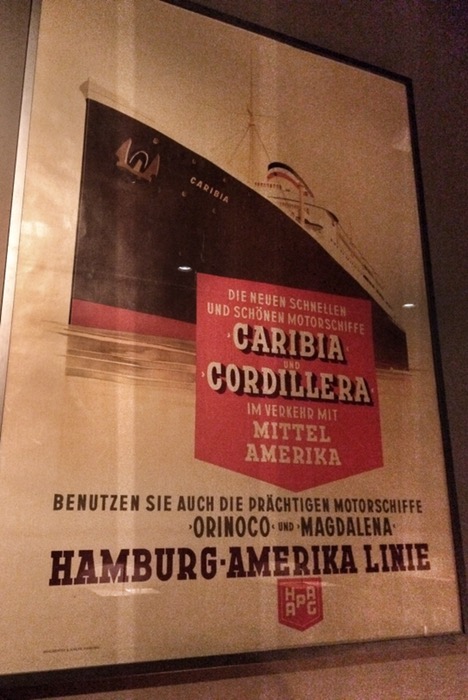 CARIBIA
DIE NEUEN SCHNELLEN
UND SCHÖNEN MOTORSCHIFFE
›CARIBIA‹
UND
›CORDILLERA‹
IM VERKEHR MIT
MITTEL
AMERIKA
BENUTZEN SIE AUCH DIE PRÄCHTIGEN MOTORSCHIFFE
›ORINOCO‹ UND ›MAGDALENA‹
HAMBURG-AMERIKA LINIE
HAPAG